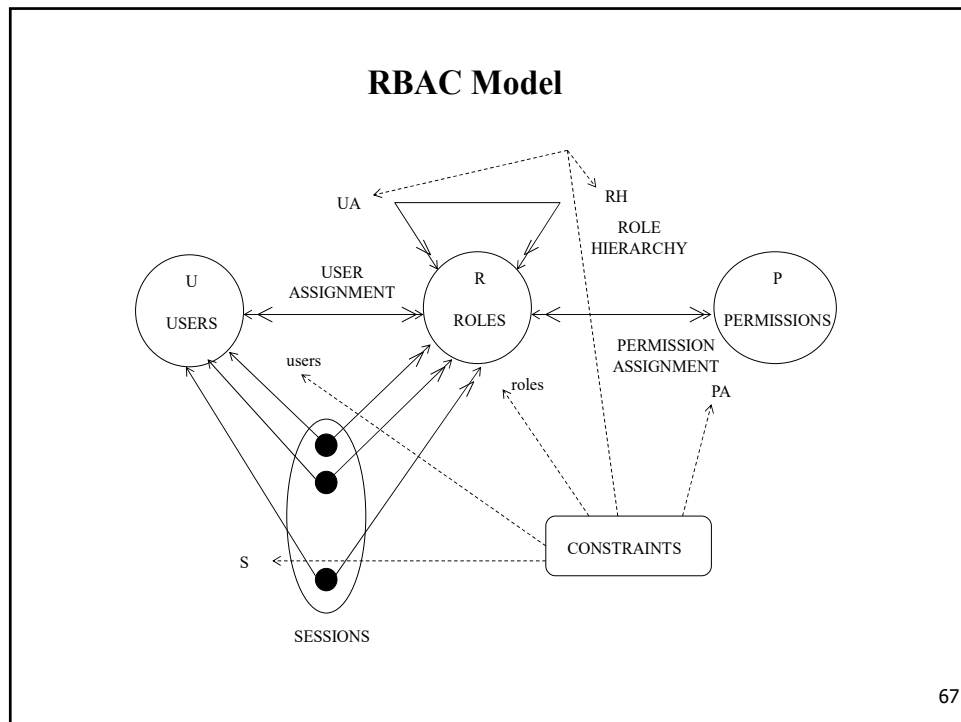 RBAC Model
UA
RH
ROLE
HIERARCHY
U
USERS
USER
ASSIGNMENT
R
ROLES
P
PERMISSIONS
PERMISSION
ASSIGNMENT
users
roles
PA
CONSTRAINTS
S
SESSIONS
67